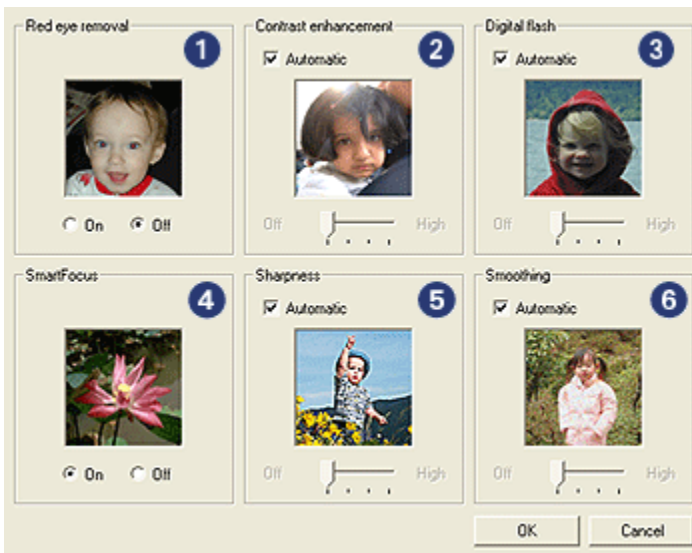 Red eye removal
1
On
Off
Contrast enhancement
2
Automatic
Off
High
Digital flash
3
Automatic
Off
High
SmartFocus
4
On
Off
Sharpness
5
Automatic
Off
High
Smoothing
6
Automatic
Off
High
OK
Cancel